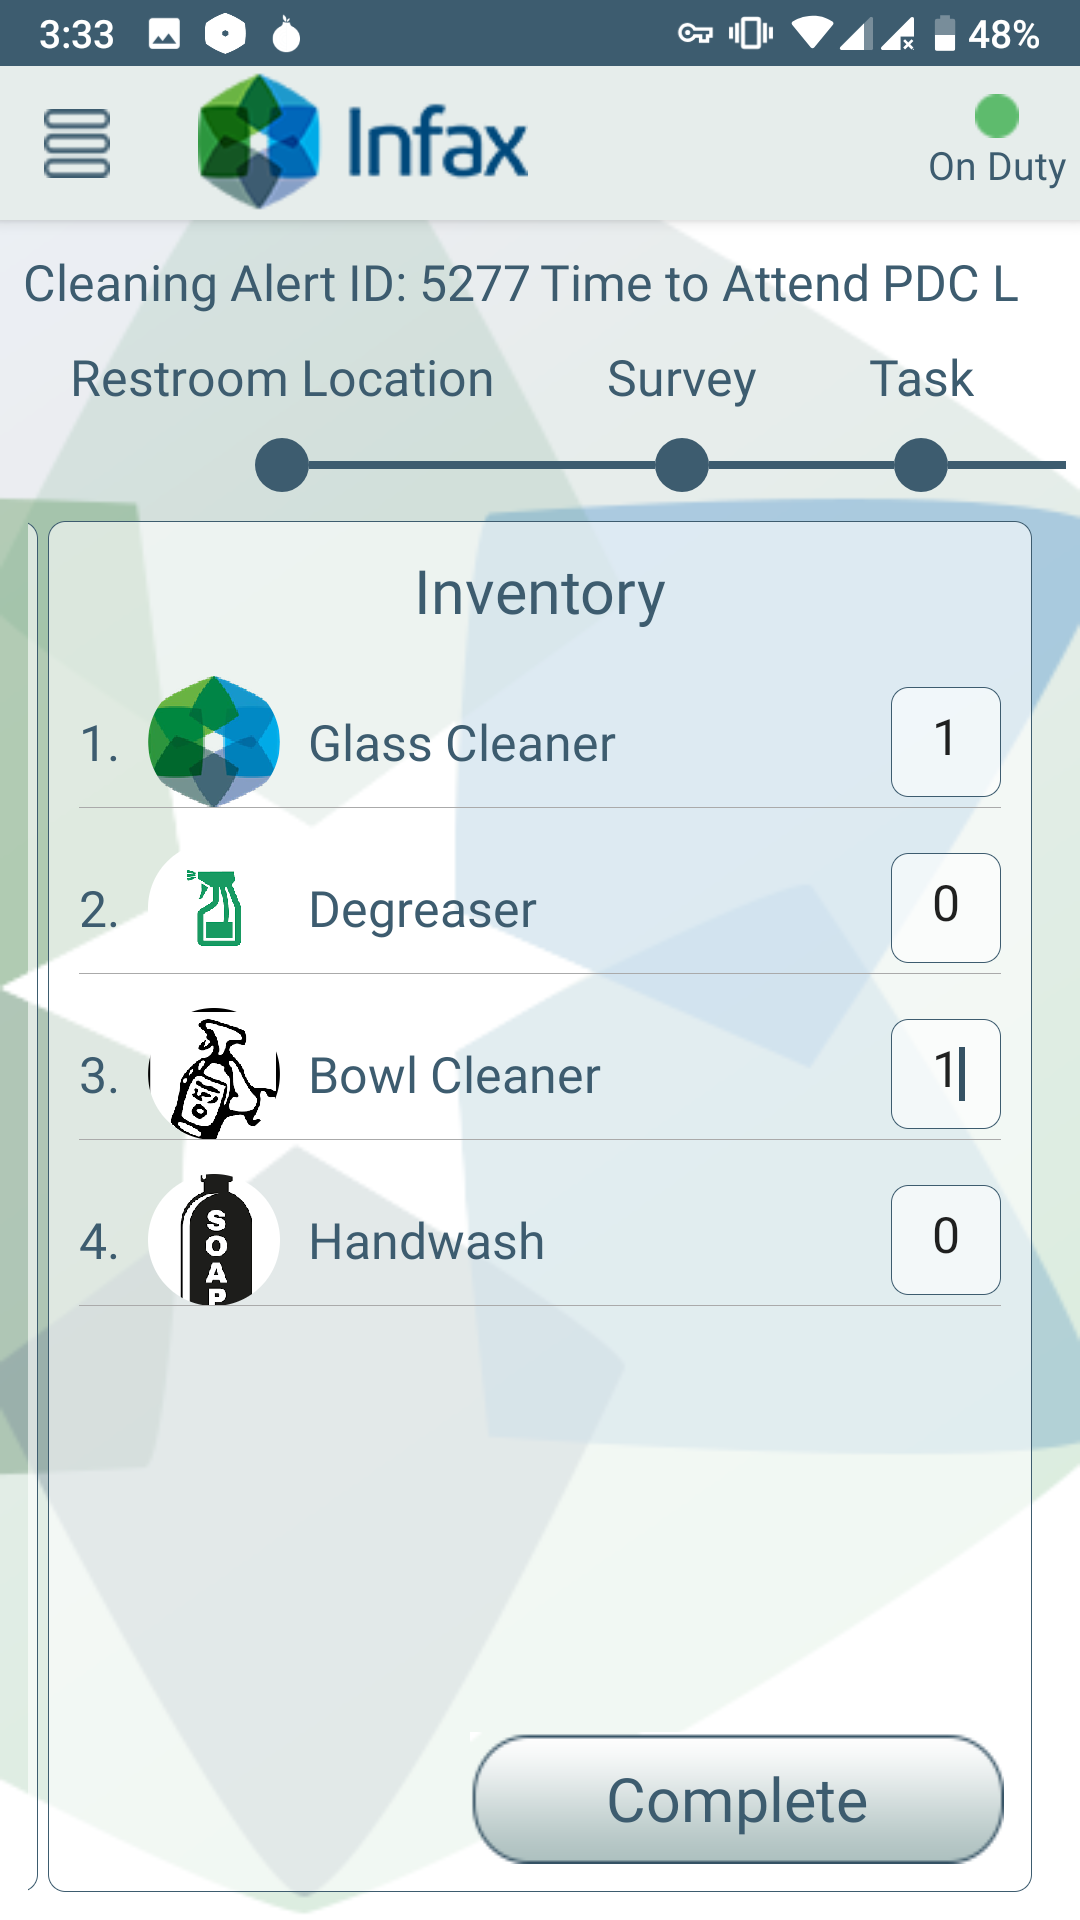 3:33 48%
Infax
On Duty
Cleaning Alert ID: 5277 Time to Attend PDC L
Restroom Location Survey Task
Inventory
1. Glass Cleaner 1
2. Degreaser 0
3. Bowl Cleaner 1
4. SOAP Handwash 0
Complete